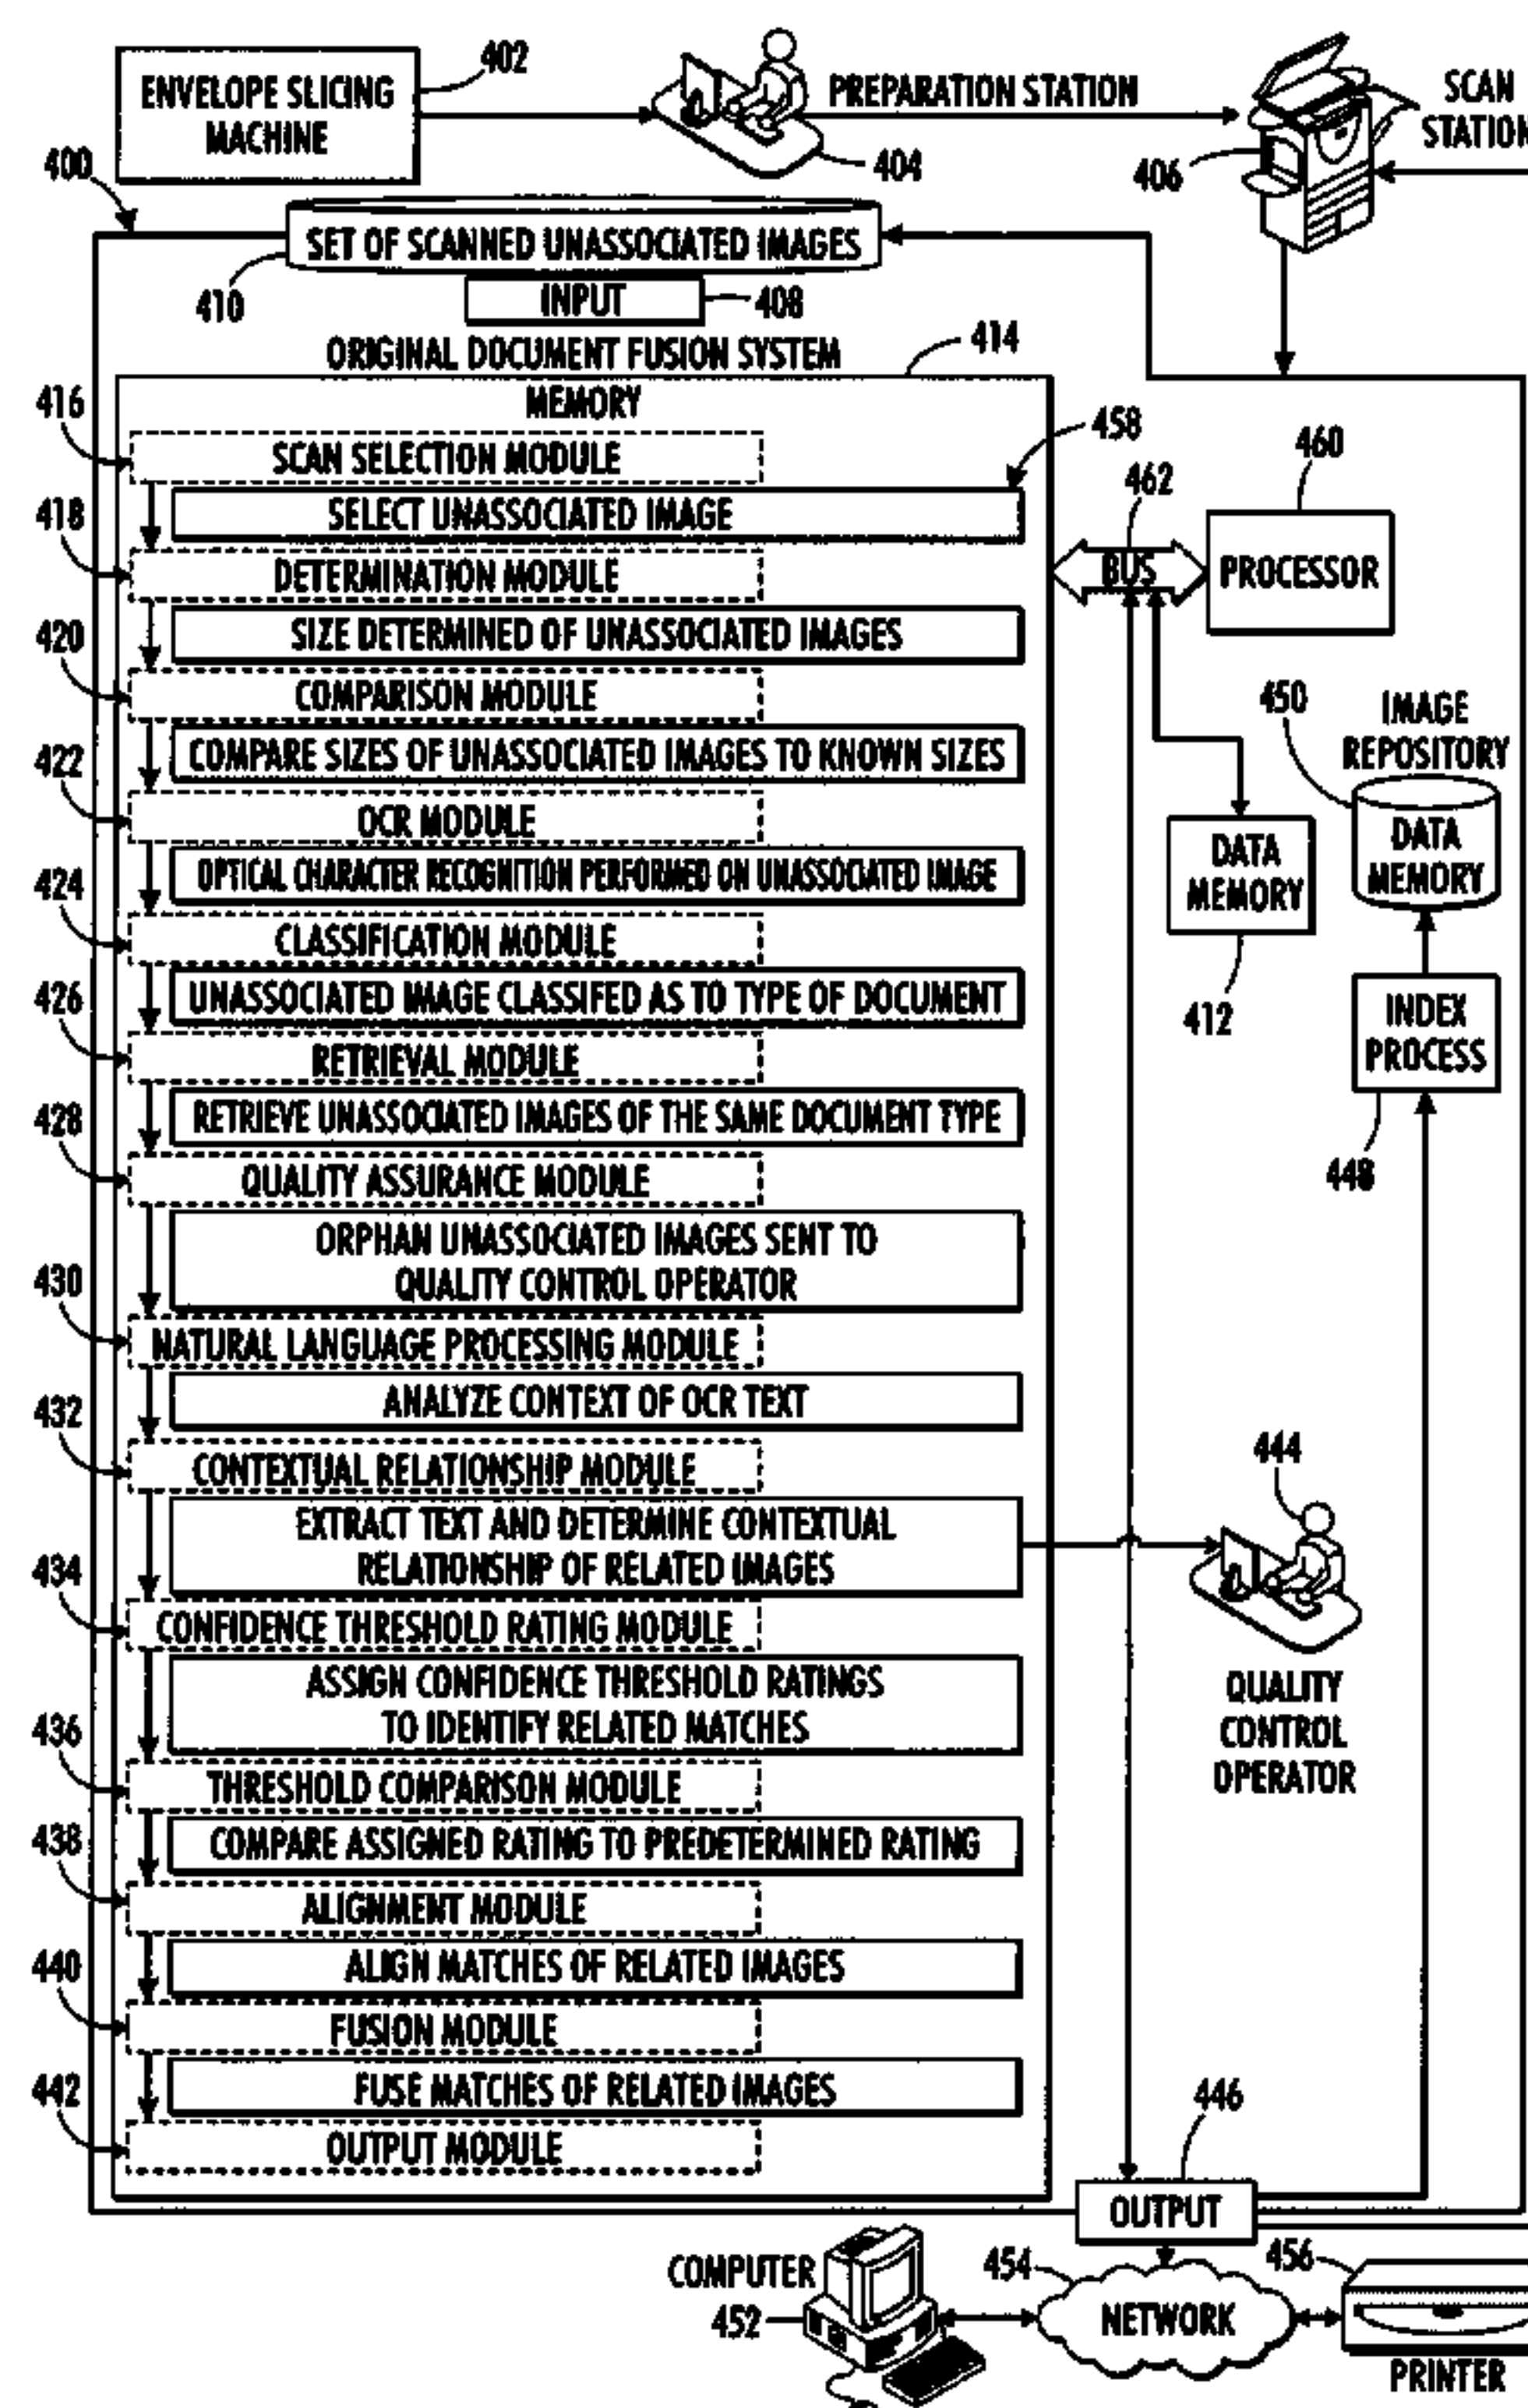 ENVELOPE SLICING
MACHINE
402
PREPARATION STATION
404
SCAN
STATION
406
400
SET OF SCANNED UNASSOCIATED IMAGES
410
INPUT
408
ORIGINAL DOCUMENT FUSION SYSTEM
414
MEMORY
416
SCAN SELECTION MODULE
458
SELECT UNASSOCIATED IMAGE
418
DETERMINATION MODULE
SIZE DETERMINED OF UNASSOCIATED IMAGES
420
COMPARISON MODULE
COMPARE SIZES OF UNASSOCIATED IMAGES TO KNOWN SIZES
422
OCR MODULE
OPTICAL CHARACTER RECOGNITION PERFORMED ON UNASSOCIATED IMAGE
424
CLASSIFICATION MODULE
UNASSOCIATED IMAGE CLASSIFED AS TO TYPE OF DOCUMENT
426
RETRIEVAL MODULE
RETRIEVE UNASSOCIATED IMAGES OF THE SAME DOCUMENT TYPE
428
QUALITY ASSURANCE MODULE
ORPHAN UNASSOCIATED IMAGES SENT TO
QUALITY CONTROL OPERATOR
430
NATURAL LANGUAGE PROCESSING MODULE
ANALYZE CONTEXT OF OCR TEXT
432
CONTEXTUAL RELATIONSHIP MODULE
EXTRACT TEXT AND DETERMINE CONTEXTUAL
RELATIONSHIP OF RELATED IMAGES
434
CONFIDENCE THRESHOLD RATING MODULE
ASSIGN CONFIDENCE THRESHOLD RATINGS
TO IDENTIFY RELATED MATCHES
436
THRESHOLD COMPARISON MODULE
COMPARE ASSIGNED RATING TO PREDETERMINED RATING
438
ALIGNMENT MODULE
ALIGN MATCHES OF RELATED IMAGES
440
FUSION MODULE
FUSE MATCHES OF RELATED IMAGES
442
OUTPUT MODULE
462
BUS
460
PROCESSOR
450
IMAGE
REPOSITORY
DATA
MEMORY
DATA
MEMORY
412
INDEX
PROCESS
448
444
QUALITY
CONTROL
OPERATOR
446
OUTPUT
COMPUTER
452
454
NETWORK
456
PRINTER